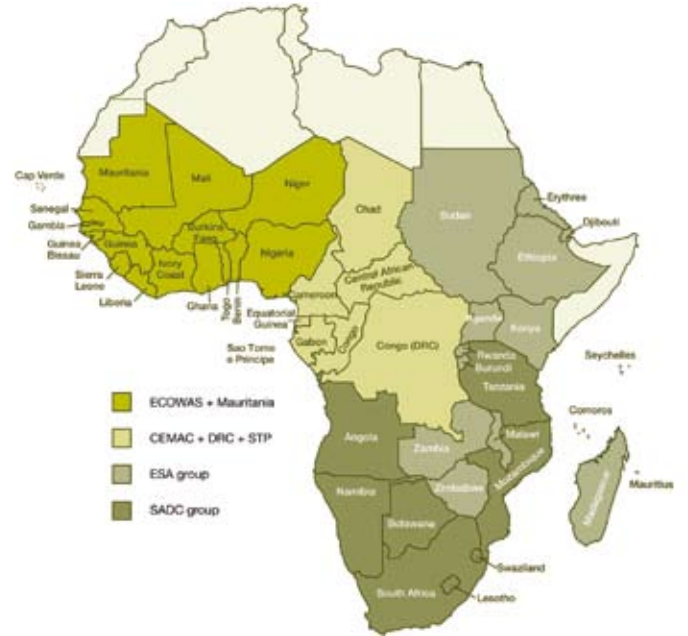 Mauritania
Mali
Niger
Chad
Sudan
Erythree
Cap Verde
Senegal
Gambia
Guinea
Bissau
Guinea
Sierra
Leone
Liberia
Ivory
Coast
Burkina
Faso
Ghana
Togo
Benin
Nigeria
Djibouti
Ethiopia
Central African
Republic
Cameroon
Equatorial
Guinea
Sao Tome
e Principe
Gabon
Congo
Congo (DRC)
Uganda
Kenya
Rwanda
Burundi
Tanzania
Seychelles
Comoros
Angola
Zambia
Malawi
Mozambique
Zimbabwe
Madagascar
Mauritius
Namibia
Botswana
Swaziland
South Africa
Lesotho
ECOWAS + Mauritania
CEMAC + DRC + STP
ESA group
SADC group